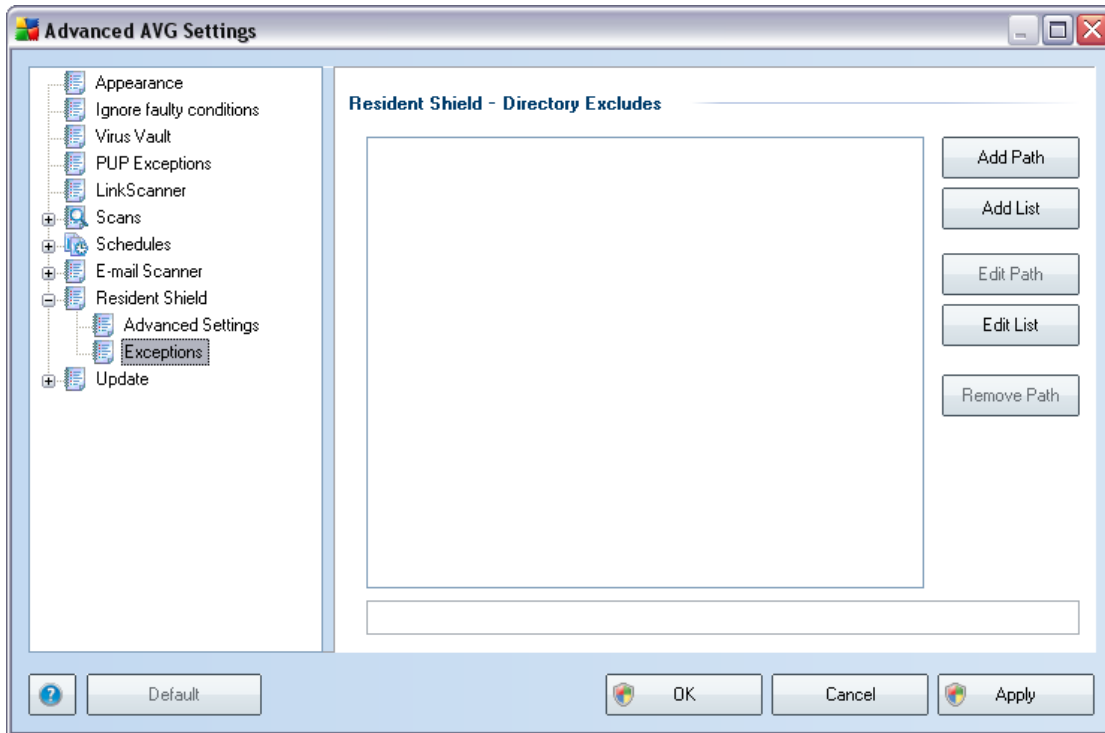 Advanced AVG Settings
Appearance
Ignore faulty conditions
Virus Vault
PUP Exceptions
LinkScanner
Scans
Schedules
E-mail Scanner
Resident Shield
Advanced Settings
Exceptions
Update
Resident Shield - Directory Excludes
Add Path
Add List
Edit Path
Edit List
Remove Path
?
Default
OK
Cancel
Apply